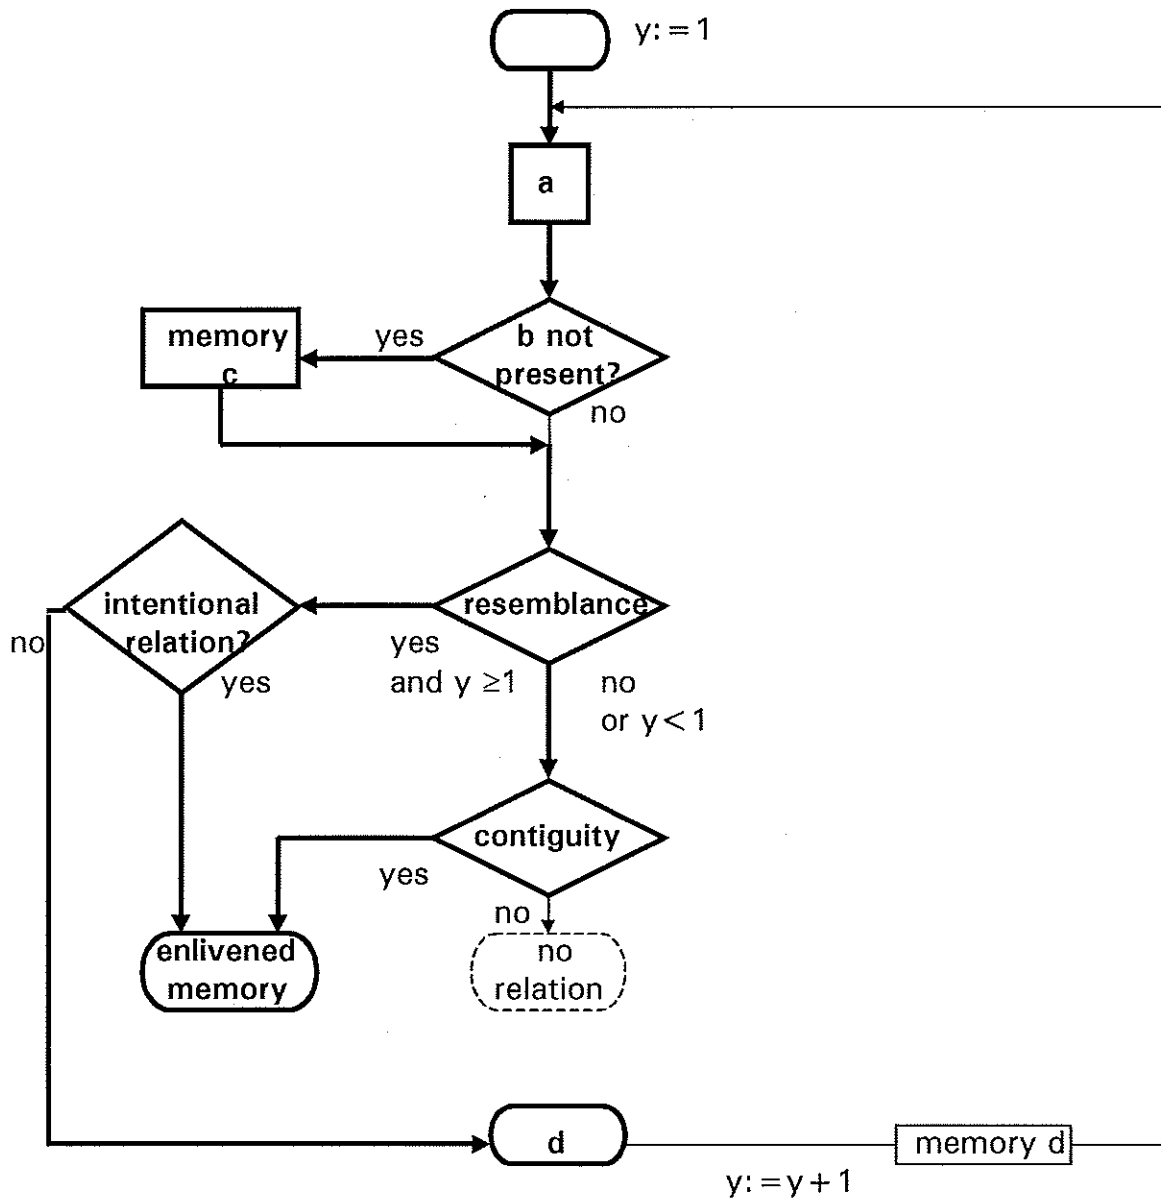 y:=1
a
b not
present?
yes
no
memory
c
resemblance
yes
and y ≥1
no
or y<1
intentional
relation?
no
yes
contiguity
yes
no
enlivened
memory
no
relation
d
memory d
y:=y+1